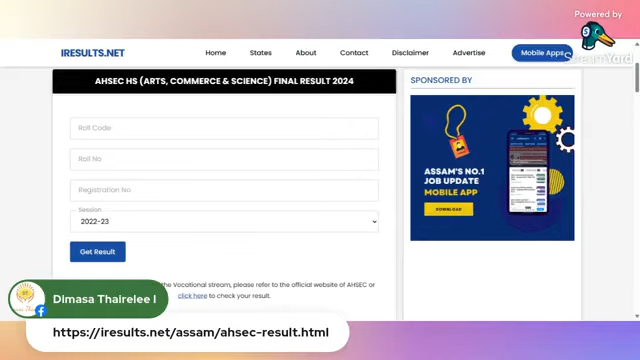 Powered by
StreamYard
IRESULTS.NET
Home
States
About
Contact
Disclaimer
Advertise
Mobile Apps
AHSEC HS (ARTS, COMMERCE & SCIENCE) FINAL RESULT 2024
SPONSORED BY
Roll Code
Roll No
Registration No
Session
2022-23
Get Result
ASSAM'S NO.1
JOB UPDATE
MOBILE APP
DOWNLOAD
the Vocational stream, please refer to the official website of AHSEC or
click here to check your result.
Dimasa Thairelee I
https://iresults.net/assam/ahsec-result.html